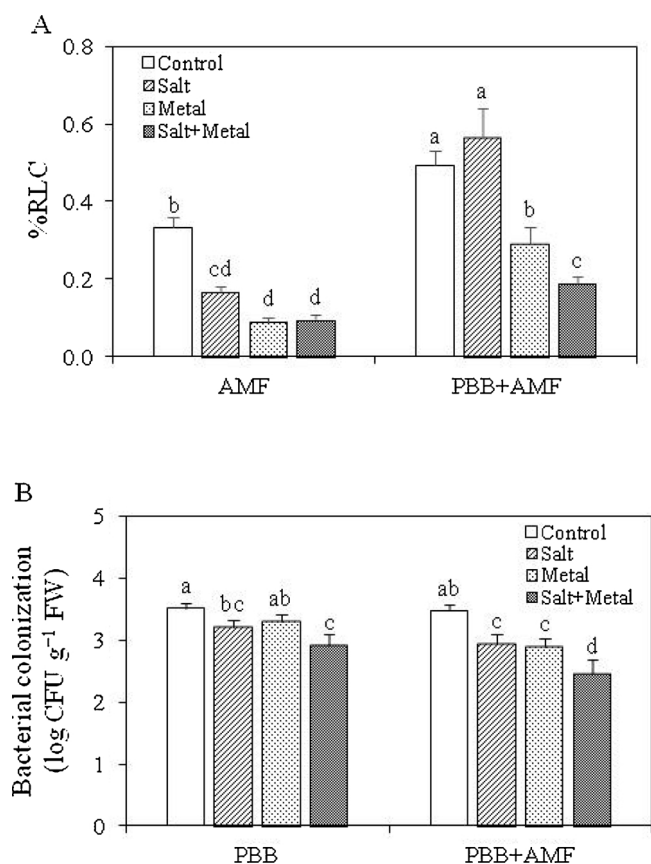 A
0.8
0.6
0.4
0.2
0.0
%RLC
Control
Salt
Metal
Salt+Metal
b
cd
d
d
a
a
b
c
AMF
PBB+AMF
B
5
4
3
2
1
0
Bacterial colonization
(log CFU g⁻¹ FW)
Control
Salt
Metal
Salt+Metal
a
bc
ab
c
ab
c
c
d
PBB
PBB+AMF